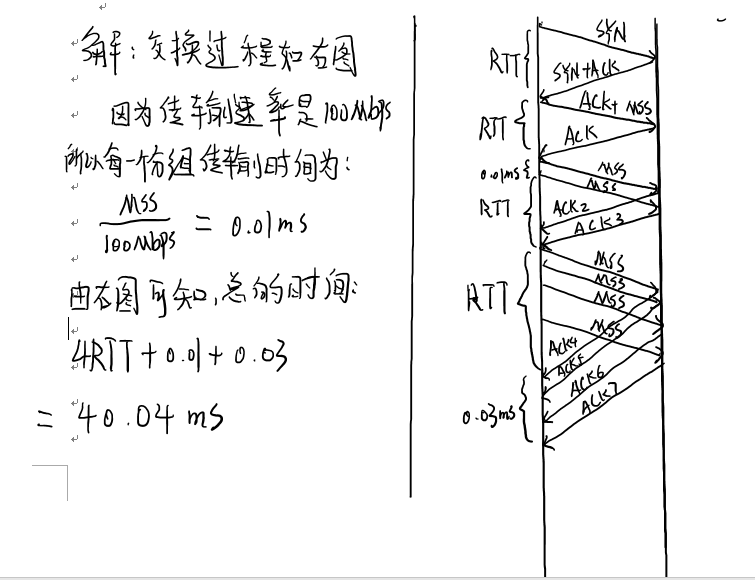 解：交换过程如右图
因为传输速率是100Mbps
所以每一份组传输时间为：
MSS
100Mbps
= 0.01ms
由右图可知，总的时间：
4RTT + 0.01 + 0.03
= 40.04 ms
SYN
RTT
SYN+ACK
ACK+ MSS
RTT
ACK
0.01ms
MSS
MSS
RTT
ACK2
ACK3
MSS
MSS
RTT
MSS
MSS
ACK4
ACK5
ACK6
ACK7
0.03ms